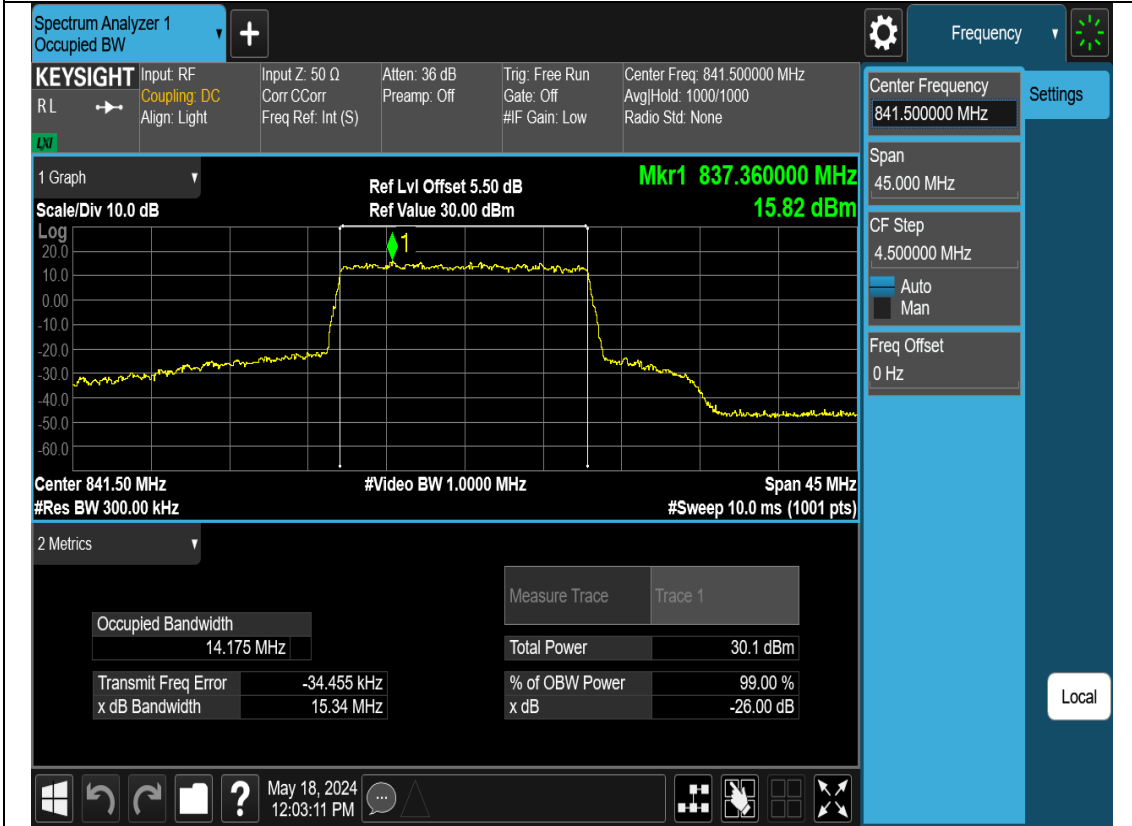 Spectrum Analyzer 1
Occupied BW
+
Frequency
KEYSIGHT
RL
LXI
Input: RF
Coupling: DC
Align: Light
Input Z: 50 Ω
Corr CCorr
Freq Ref: Int (S)
Atten: 36 dB
Preamp: Off
Trig: Free Run
Gate: Off
#IF Gain: Low
Center Freq: 841.500000 MHz
Avg|Hold: 1000/1000
Radio Std: None
Center Frequency
841.500000 MHz
Settings
Span
45.000 MHz
CF Step
4.500000 MHz
Auto
Man
Freq Offset
0 Hz
Local
1 Graph
Scale/Div 10.0 dB
Ref Lvl Offset 5.50 dB
Ref Value 30.00 dBm
Mkr1 837.360000 MHz
15.82 dBm
Log
1
20.0
10.0
0.00
-10.0
-20.0
-30.0
-40.0
-50.0
-60.0
Center 841.50 MHz
#Video BW 1.0000 MHz
Span 45 MHz
#Res BW 300.00 kHz
#Sweep 10.0 ms (1001 pts)
2 Metrics
Measure Trace Trace 1
Occupied Bandwidth
14.175 MHz
Total Power 30.1 dBm
Transmit Freq Error -34.455 kHz
% of OBW Power 99.00 %
x dB Bandwidth 15.34 MHz
x dB -26.00 dB
?
May 18, 2024
12:03:11 PM